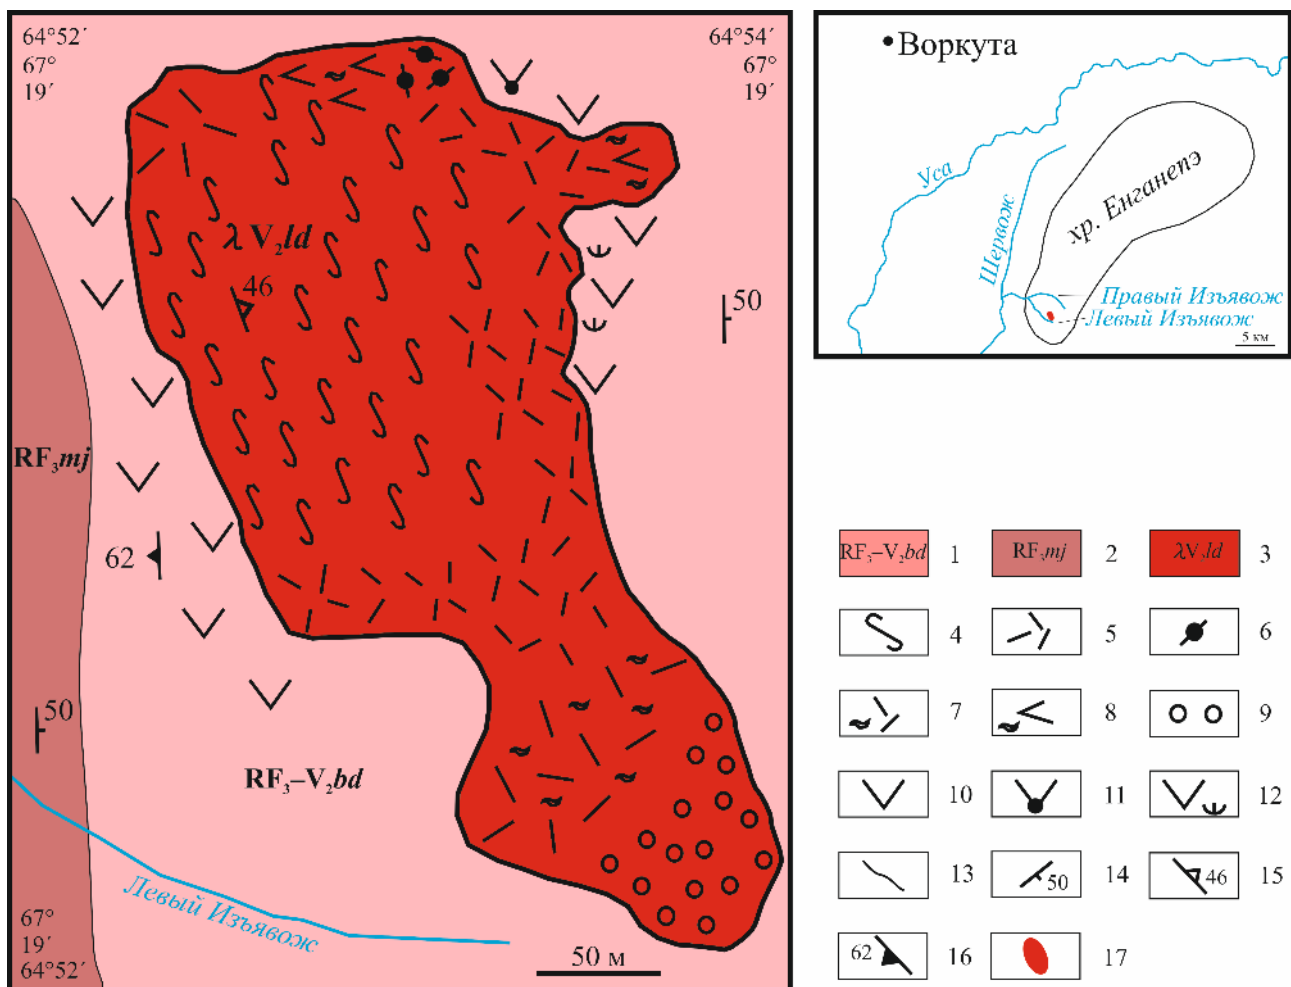 64°52´
67°
19´
64°54´
67°
19´
λ V₂ld
46
50
RF₃mj
62
50
RF₃–V₂bd
Левый Изъявож
67°
19´
64°52´
50 м
Воркута
Уса
Шервож
хр. Енганепэ
Правый Изъявож
Левый Изъявож
5 км
RF₃–V₂bd 1
RF₃mj 2
λV₂ld 3
4
5
6
7
8
9
10
11
12
13
50 14
46 15
62 16
17